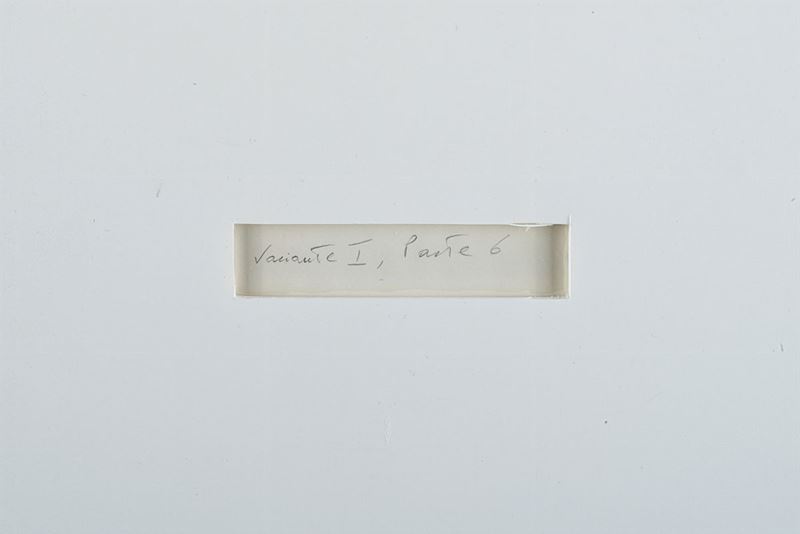 Variante I, Parte 6